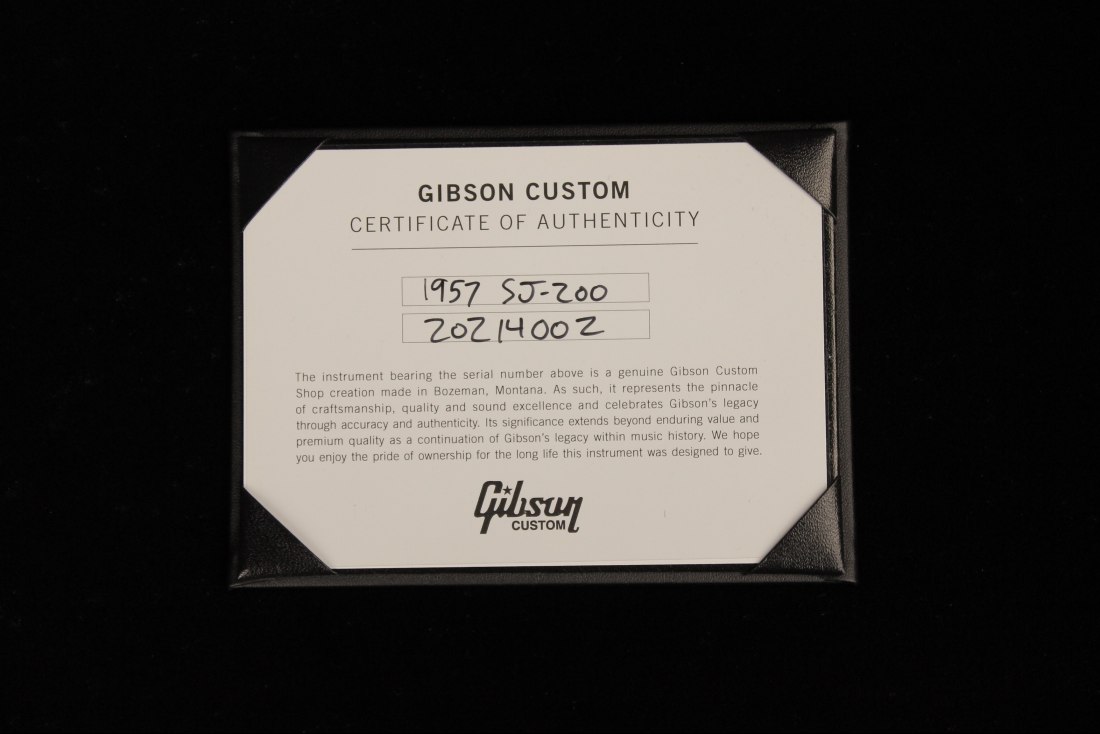 GIBSON CUSTOM
CERTIFICATE OF AUTHENTICITY
1957 SJ-200
20214002
The instrument bearing the serial number above is a genuine Gibson Custom
Shop creation made in Bozeman, Montana. As such, it represents the pinnacle
of craftsmanship, quality and sound excellence and celebrates Gibson's legacy
through accuracy and authenticity. Its significance extends beyond enduring value and
premium quality as a continuation of Gibson's legacy within music history. We hope
you enjoy the pride of ownership for the long life this instrument was designed to give.
Gibson
CUSTOM